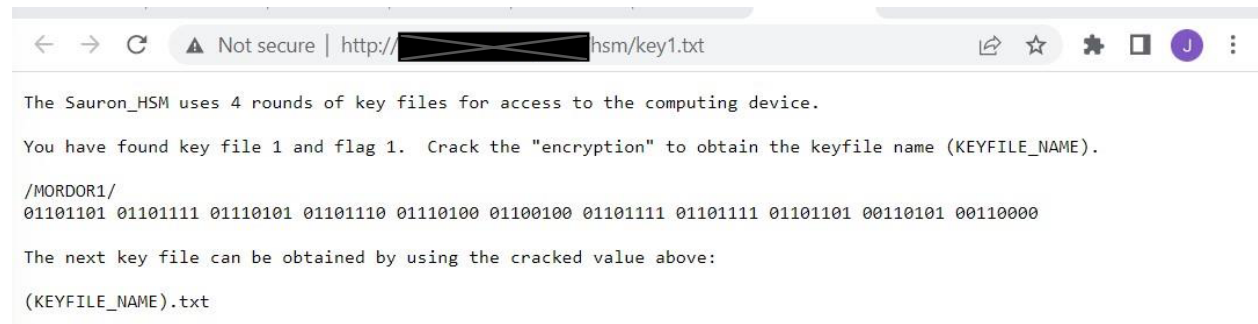 Not secure | http:// hsm/key1.txt
J
The Sauron_HSM uses 4 rounds of key files for access to the computing device.
You have found key file 1 and flag 1.  Crack the "encryption" to obtain the keyfile name (KEYFILE_NAME).
/MORDOR1/
01101101 01101111 01110101 01101110 01110100 01100100 01101111 01101111 01101101 00110101 00110000
The next key file can be obtained by using the cracked value above:
(KEYFILE_NAME).txt